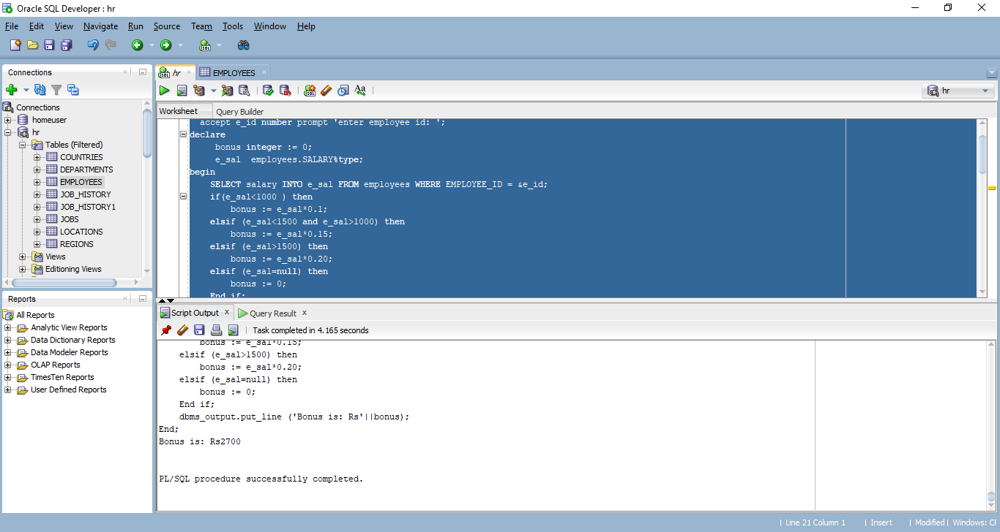 Oracle SQL Developer : hr
File Edit View Navigate Run Source Team Tools Window Help
Connections
Connections
homeuser
hr
Tables (Filtered)
COUNTRIES
DEPARTMENTS
EMPLOYEES
JOB_HISTORY
JOB_HISTORY1
JOBS
LOCATIONS
REGIONS
Views
Editioning Views
Reports
All Reports
Analytic View Reports
Data Dictionary Reports
Data Modeler Reports
OLAP Reports
TimesTen Reports
User Defined Reports
hr EMPLOYEES
hr
Worksheet Query Builder
accept e_id number prompt 'enter employee id: ';
declare
bonus integer := 0;
e_sal employees.SALARY%type;
begin
SELECT salary INTO e_sal FROM employees WHERE EMPLOYEE_ID = &e_id;
if(e_sal<1000 ) then
bonus := e_sal*0.1;
elsif (e_sal<1500 and e_sal>1000) then
bonus := e_sal*0.15;
elsif (e_sal>1500) then
bonus := e_sal*0.20;
elsif (e_sal=null) then
bonus := 0;
End if;
Script Output Query Result
Task completed in 4.165 seconds
bonus := e_sal*0.15;
elsif (e_sal>1500) then
bonus := e_sal*0.20;
elsif (e_sal=null) then
bonus := 0;
End if;
dbms_output.put_line ('Bonus is: Rs'||bonus);
End;
Bonus is: Rs2700
PL/SQL procedure successfully completed.
Line 21 Column 1 | Insert | Modified | Windows: CF